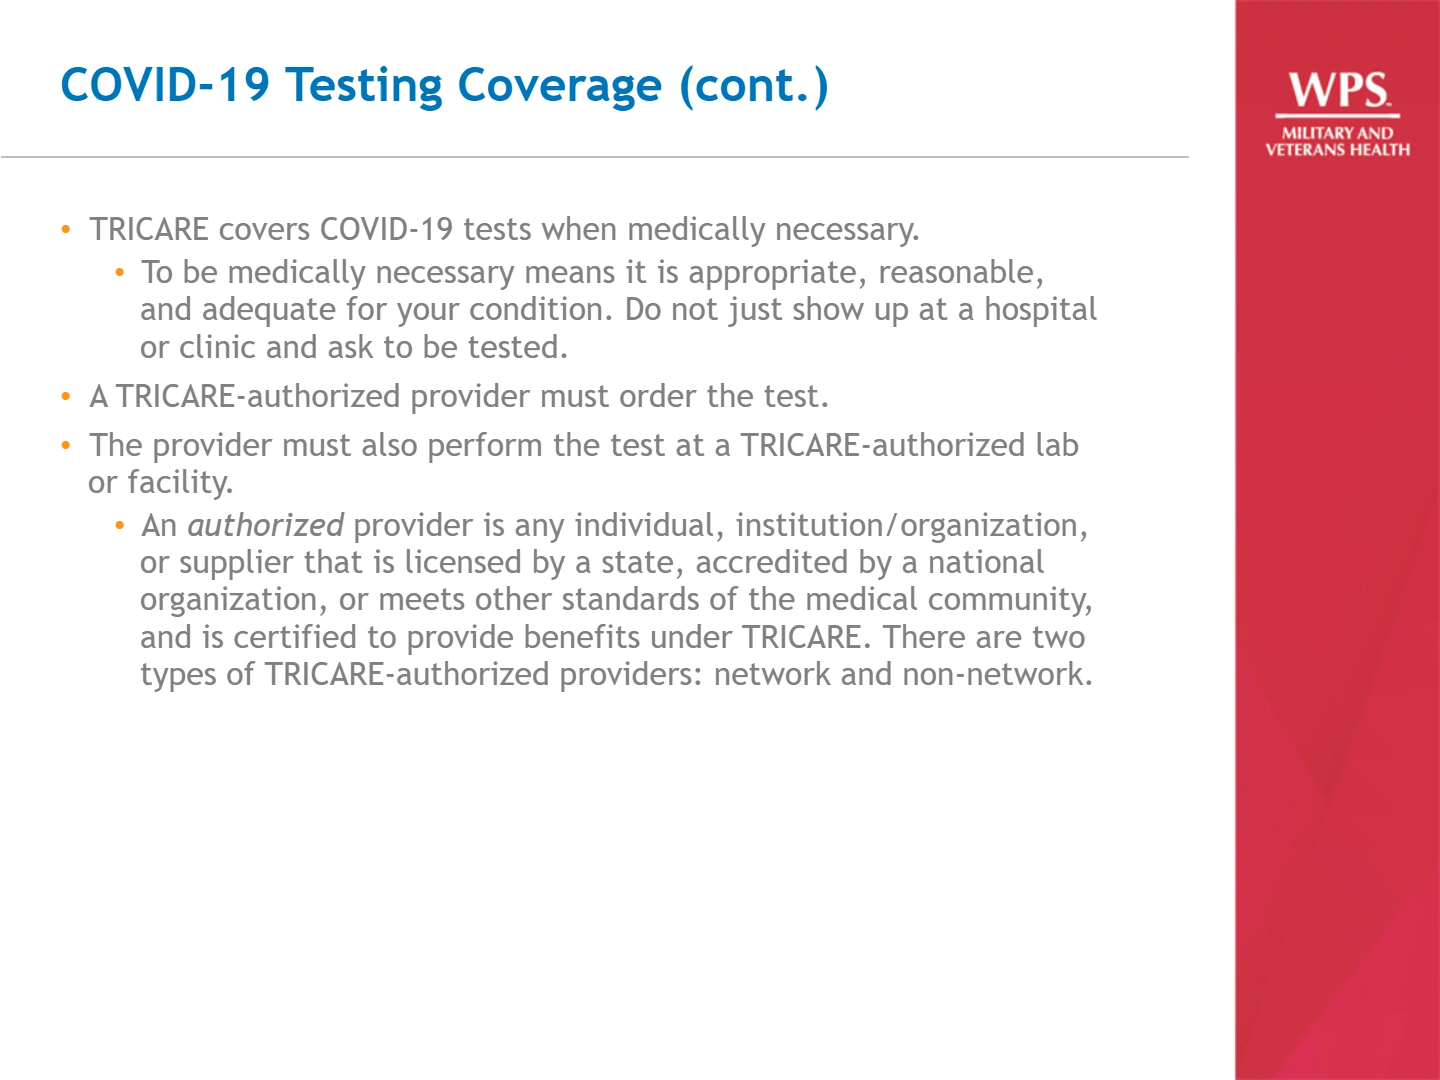 COVID-19 Testing Coverage (cont.)
WPS
MILITARY AND
VETERANS HEALTH
• TRICARE covers COVID-19 tests when medically necessary.
• To be medically necessary means it is appropriate, reasonable,
and adequate for your condition. Do not just show up at a hospital
or clinic and ask to be tested.
• A TRICARE-authorized provider must order the test.
• The provider must also perform the test at a TRICARE-authorized lab
or facility.
• An authorized provider is any individual, institution/organization,
or supplier that is licensed by a state, accredited by a national
organization, or meets other standards of the medical community,
and is certified to provide benefits under TRICARE. There are two
types of TRICARE-authorized providers: network and non-network.